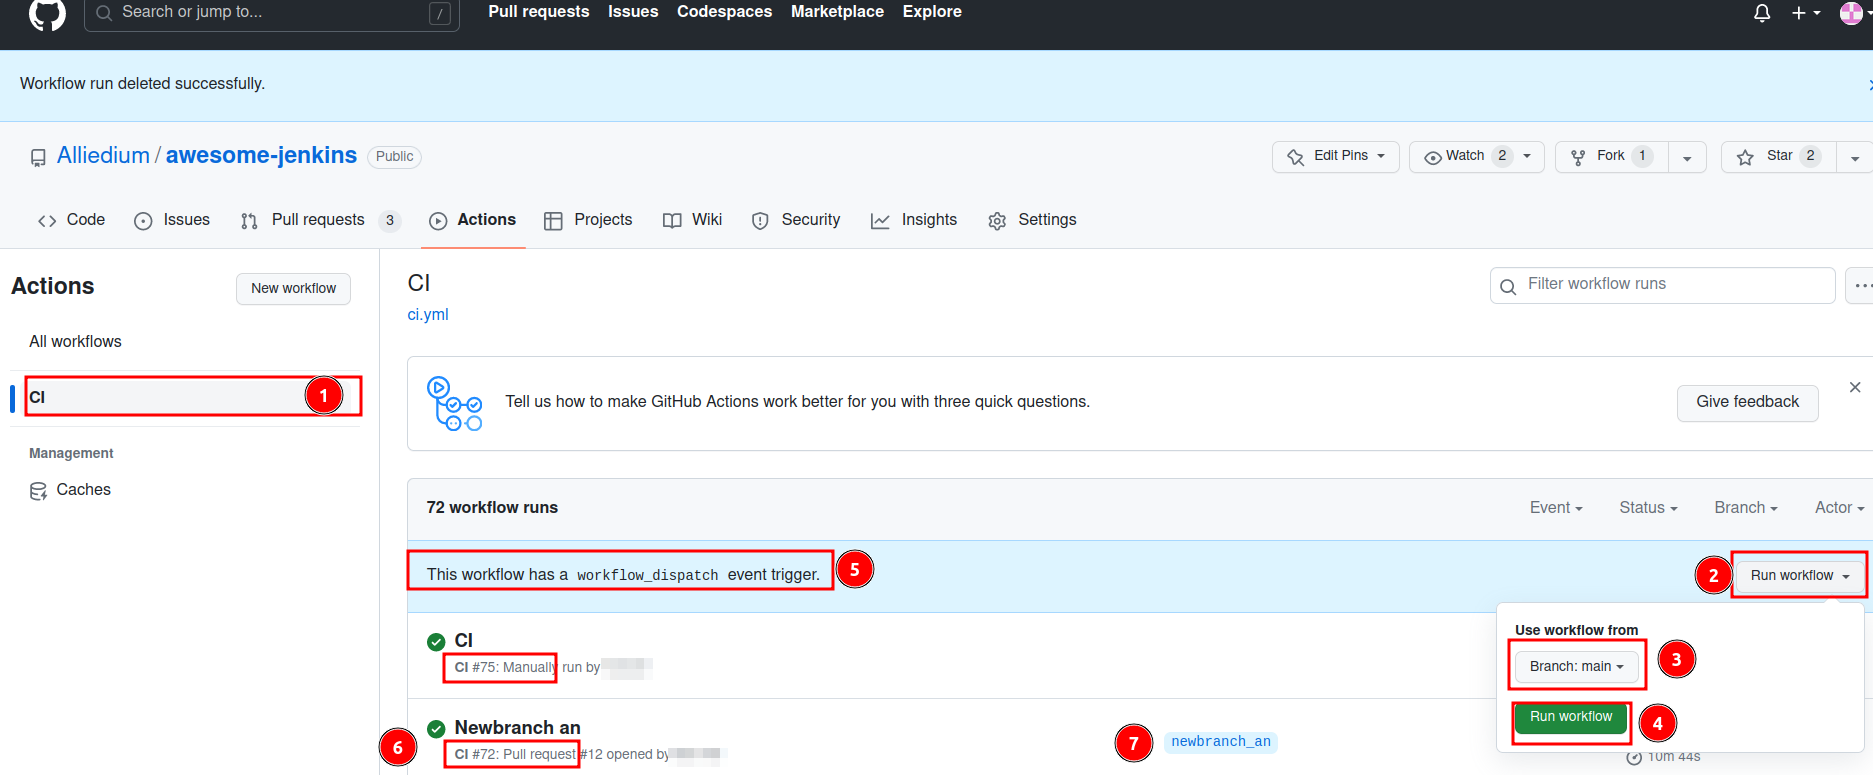 Search or jump to... /
Pull requests Issues Codespaces Marketplace Explore
Workflow run deleted successfully.
Alliedium / awesome-jenkins Public
Edit Pins Watch 2 Fork 1 Star 2
Code Issues Pull requests 3 Actions Projects Wiki Security Insights Settings
Actions
New workflow
All workflows
CI 1
Management
Caches
CI
ci.yml
Filter workflow runs
Tell us how to make GitHub Actions work better for you with three quick questions.
Give feedback
72 workflow runs
Event Status Branch Actor
This workflow has a workflow_dispatch event trigger. 5
2 Run workflow
Use workflow from
Branch: main 3
Run workflow 4
CI
CI #75: Manually run by
Newbranch an
6 CI #72: Pull request #12 opened by
7 newbranch_an
10m 44s